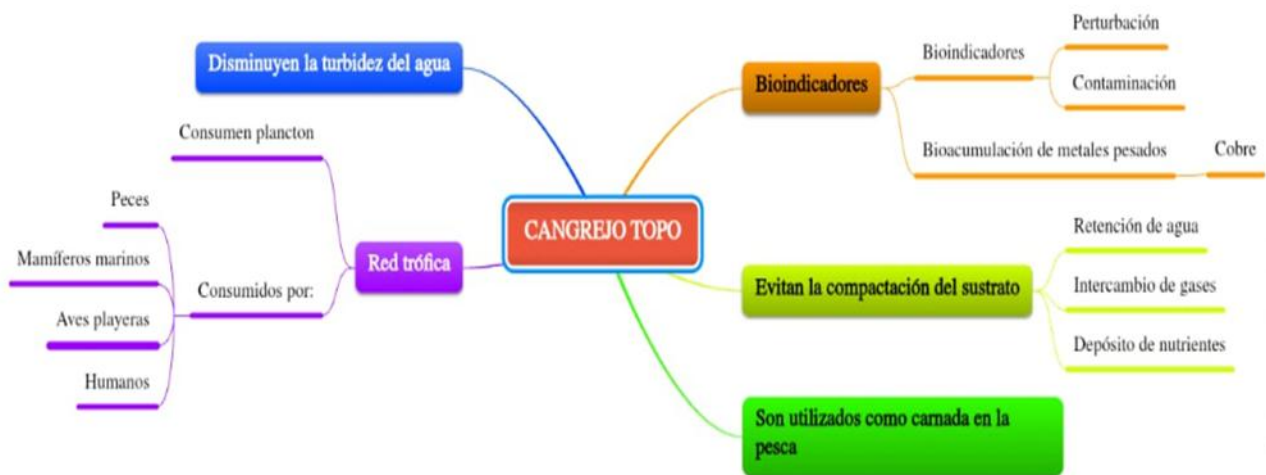 CANGREJO TOPO
Disminuyen la turbidez del agua
Red trófica
Consumen plancton
Consumidos por:
Peces
Mamíferos marinos
Aves playeras
Humanos
Bioindicadores
Bioindicadores
Perturbación
Contaminación
Bioacumulación de metales pesados
Cobre
Evitan la compactación del sustrato
Retención de agua
Intercambio de gases
Depósito de nutrientes
Son utilizados como carnada en la
pesca